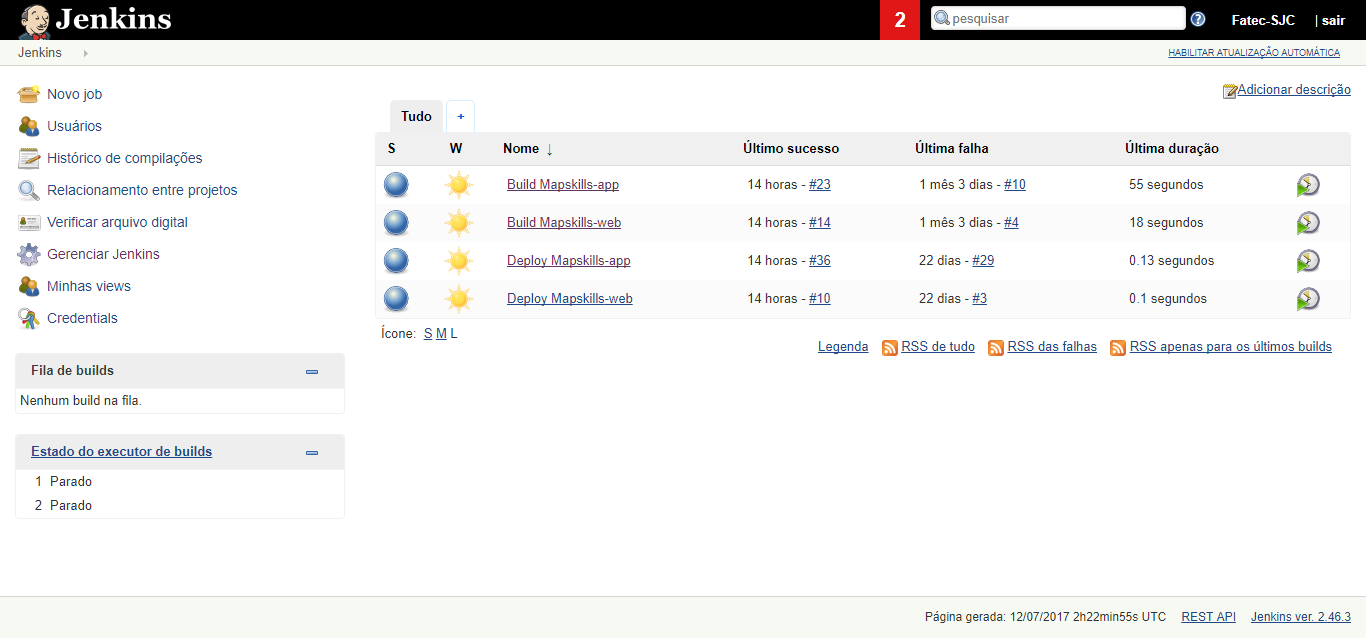 Jenkins
2
pesquisar
Fatec-SJC | sair
Jenkins
HABILITAR ATUALIZAÇÃO AUTOMÁTICA
Novo job
Usuários
Histórico de compilações
Relacionamento entre projetos
Verificar arquivo digital
Gerenciar Jenkins
Minhas views
Credentials
Fila de builds
Nenhum build na fila.
Estado do executor de builds
1 Parado
2 Parado
Adicionar descrição
Tudo +
S W Nome ↓ Último sucesso Última falha Última duração
Build Mapskills-app 14 horas - #23 1 mês 3 dias - #10 55 segundos
Build Mapskills-web 14 horas - #14 1 mês 3 dias - #4 18 segundos
Deploy Mapskills-app 14 horas - #36 22 dias - #29 0.13 segundos
Deploy Mapskills-web 14 horas - #10 22 dias - #3 0.1 segundos
Ícone: S M L
Legenda RSS de tudo RSS das falhas RSS apenas para os últimos builds
Página gerada: 12/07/2017 2h22min55s UTC REST API Jenkins ver. 2.46.3